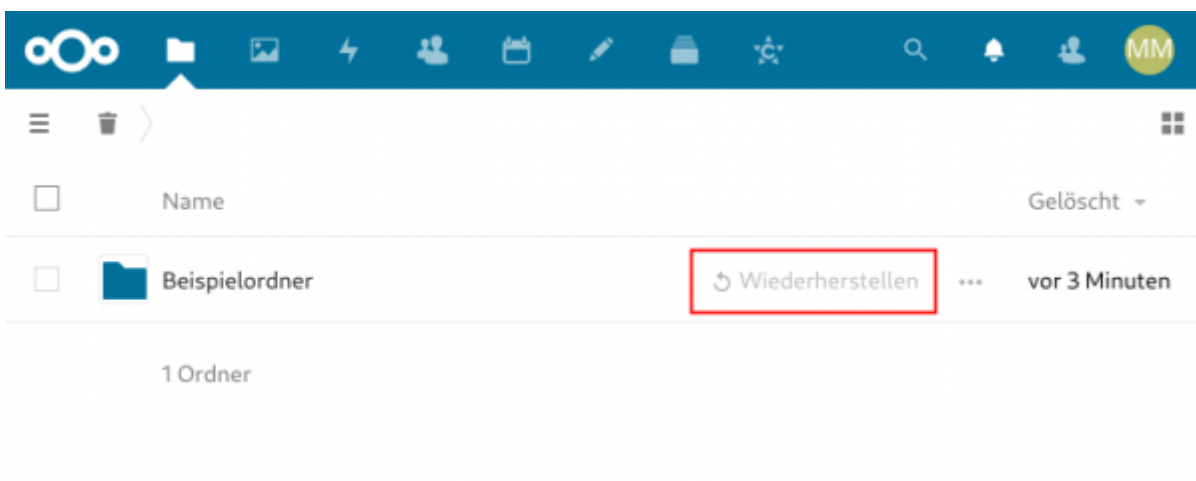 MM
Name Gelöscht
Beispielordner Wiederherstellen ... vor 3 Minuten
1 Ordner